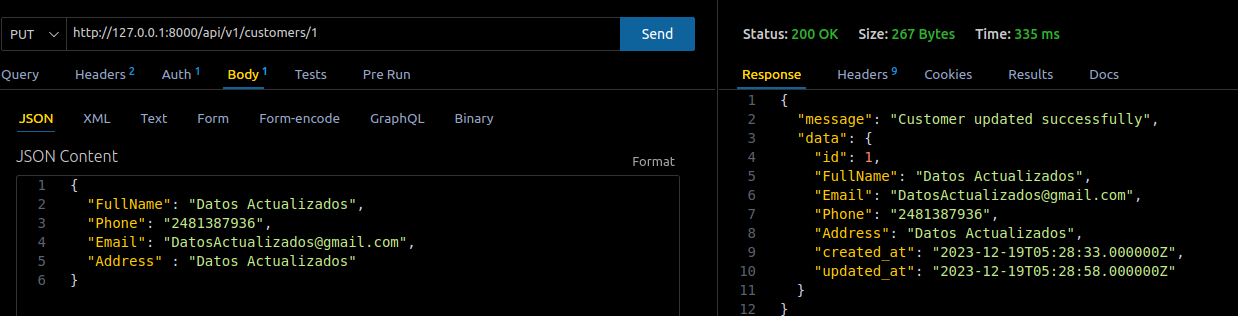 PUT http://127.0.0.1:8000/api/v1/customers/1 Send
Query Headers 2 Auth 1 Body 1 Tests Pre Run
JSON XML Text Form Form-encode GraphQL Binary
JSON Content Format
1 {
2 "FullName": "Datos Actualizados",
3 "Phone": "2481387936",
4 "Email": "DatosActualizados@gmail.com",
5 "Address" : "Datos Actualizados"
6 }
Status: 200 OK Size: 267 Bytes Time: 335 ms
Response Headers 9 Cookies Results Docs
1 {
2 "message": "Customer updated successfully",
3 "data": {
4 "id": 1,
5 "FullName": "Datos Actualizados",
6 "Email": "DatosActualizados@gmail.com",
7 "Phone": "2481387936",
8 "Address": "Datos Actualizados",
9 "created_at": "2023-12-19T05:28:33.000000Z",
10 "updated_at": "2023-12-19T05:28:58.000000Z"
11 }
12 }